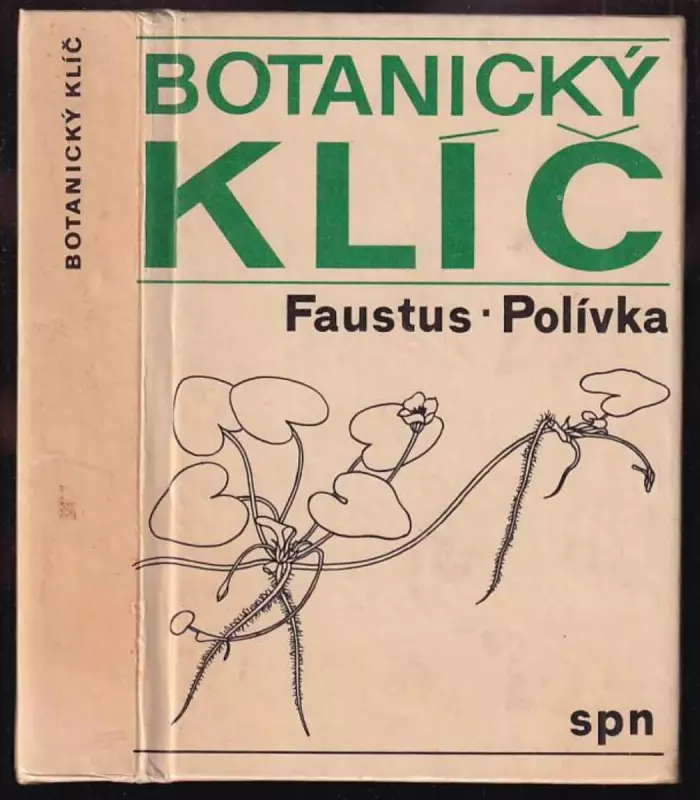 BOTANICKÝ KLÍČ
BOTANICKÝ
KLÍČ
Faustus · Polívka
spn